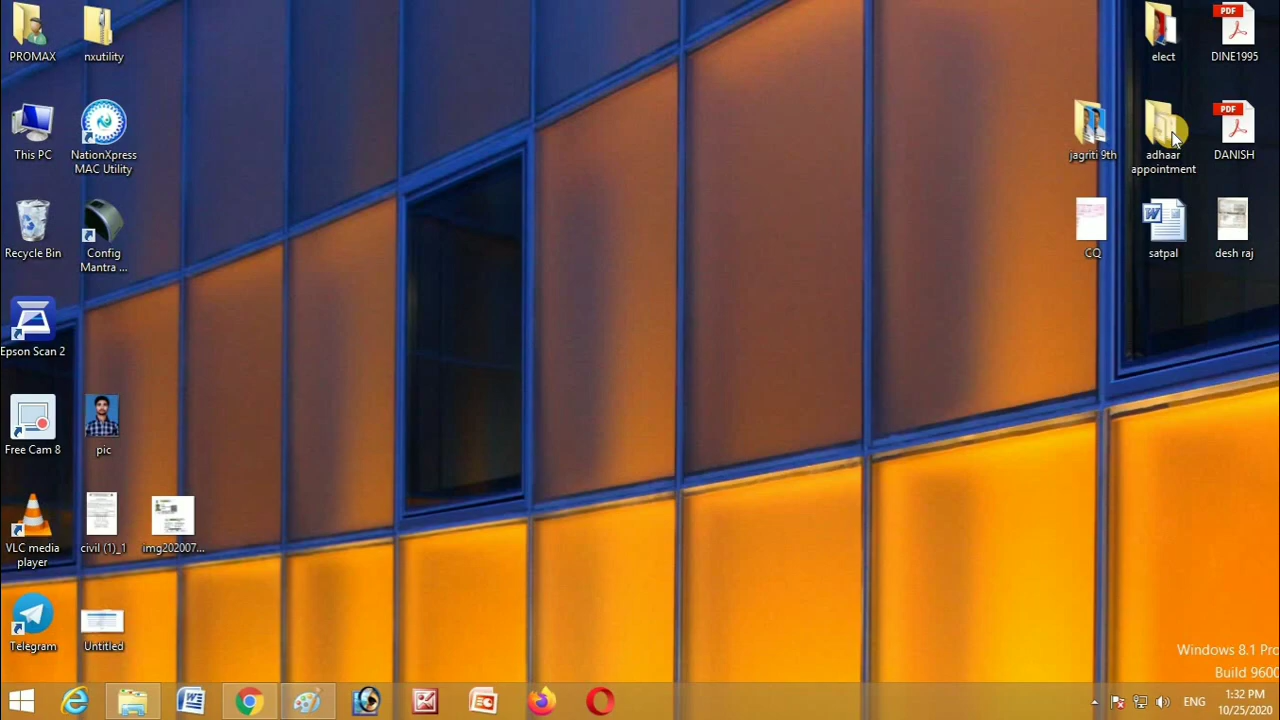 PROMAX
nxutility
elect
PDF
DINE1995
This PC
NationXpress
MAC Utility
jagriti 9th
adhaar
appointment
PDF
DANISH
Recycle Bin
Config
Mantra ...
CQ
satpal
desh raj
Epson Scan 2
Free Cam 8
pic
VLC media
player
civil (1)_1
img202007...
Telegram
Untitled
Windows 8.1 Pro
Build 9600
ENG
1:32 PM
10/25/2020